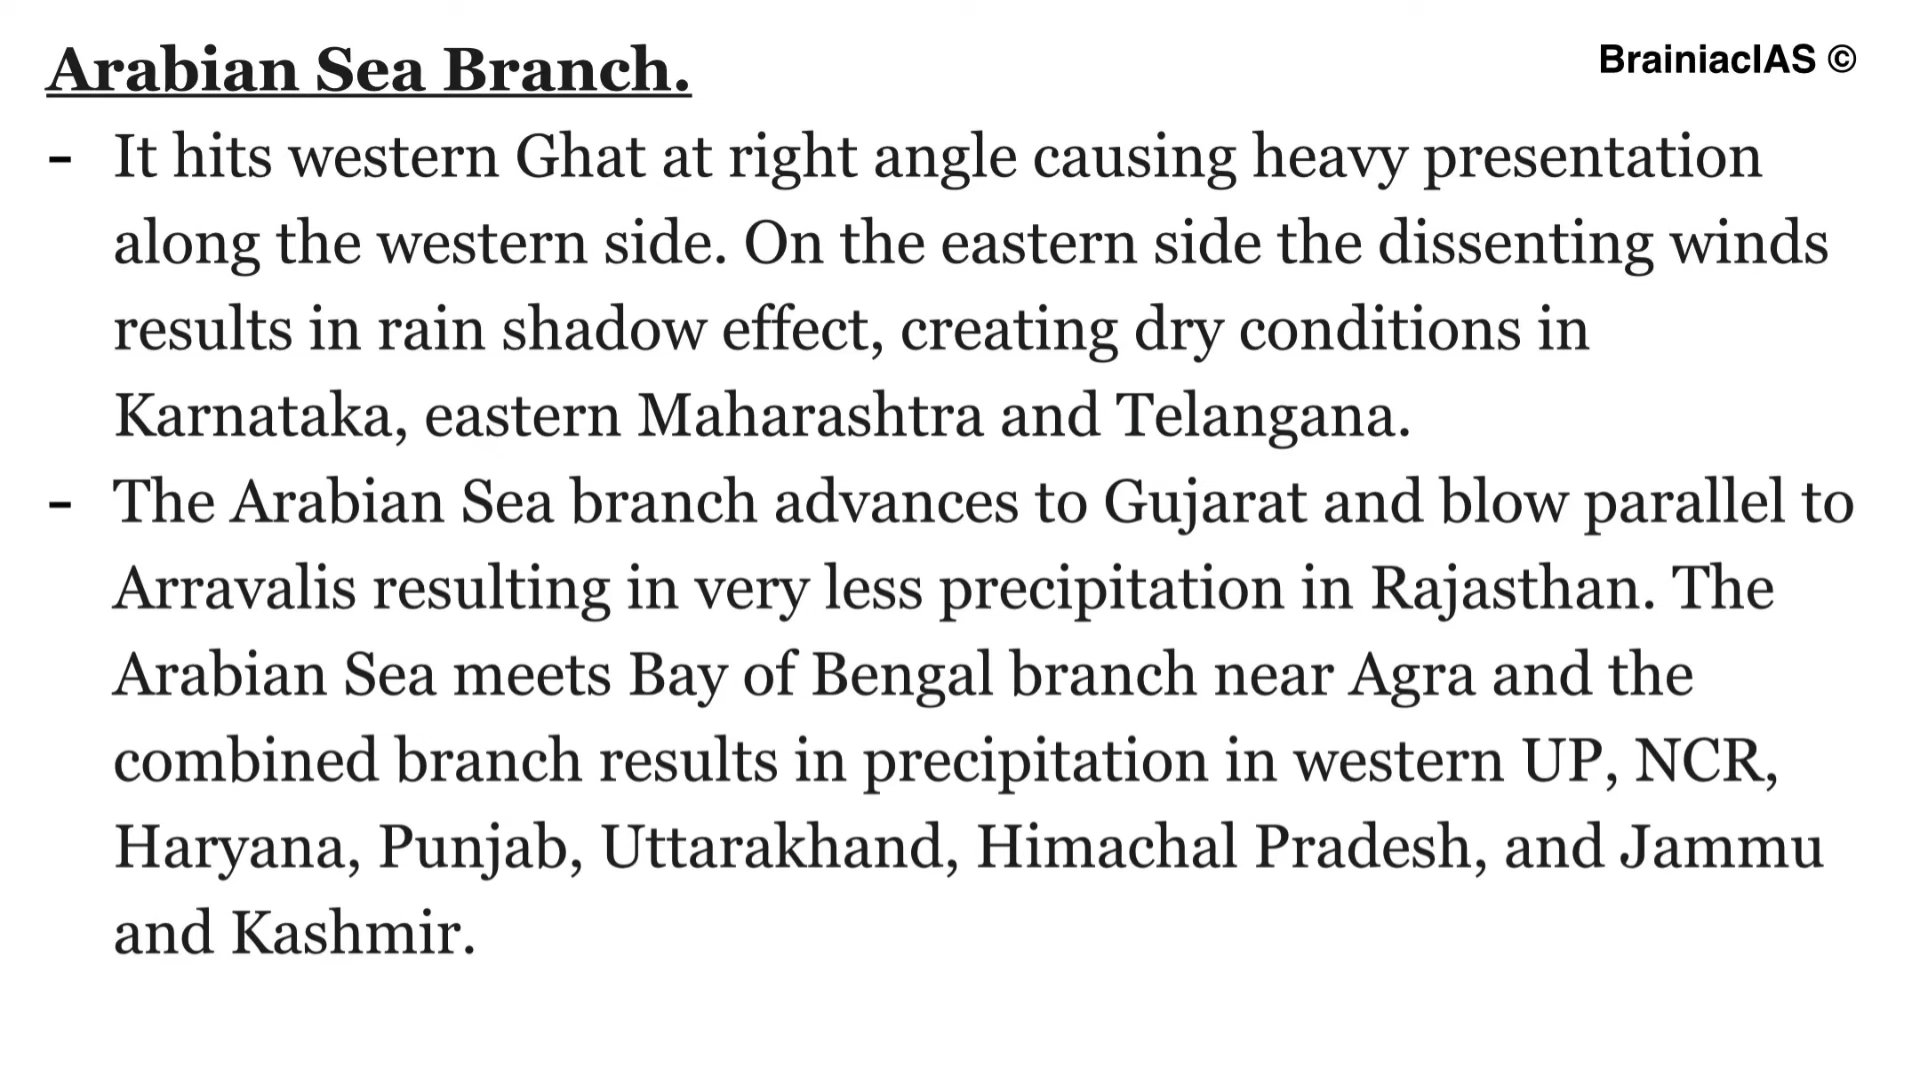 Arabian Sea Branch.
BrainiacIAS ©
- It hits western Ghat at right angle causing heavy presentation
along the western side. On the eastern side the dissenting winds
results in rain shadow effect, creating dry conditions in
Karnataka, eastern Maharashtra and Telangana.
- The Arabian Sea branch advances to Gujarat and blow parallel to
Arravalis resulting in very less precipitation in Rajasthan. The
Arabian Sea meets Bay of Bengal branch near Agra and the
combined branch results in precipitation in western UP, NCR,
Haryana, Punjab, Uttarakhand, Himachal Pradesh, and Jammu
and Kashmir.